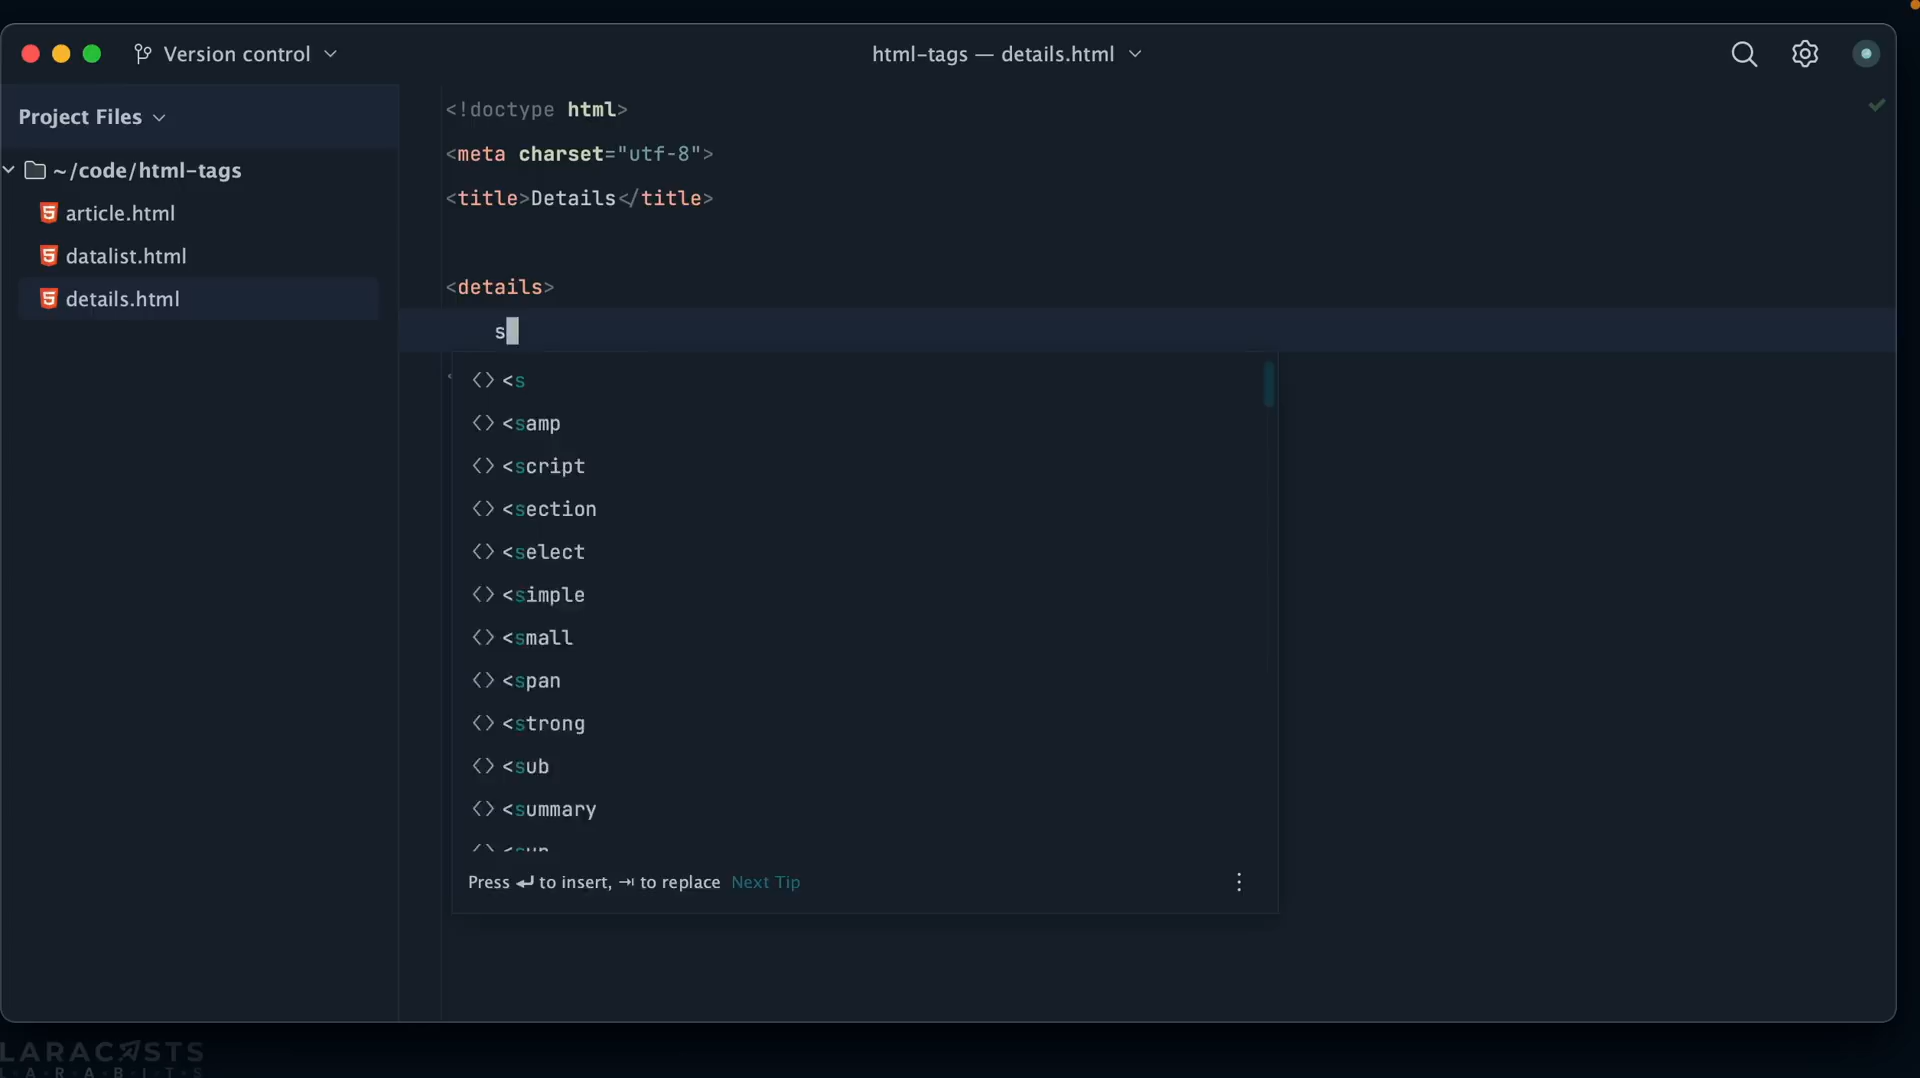 Version control
html-tags — details.html
Project Files
~/code/html-tags
article.html
datalist.html
details.html
<!doctype html>
<meta charset="utf-8">
<title>Details</title>
<details>
s
<s
<samp
<script
<section
<select
<simple
<small
<span
<strong
<sub
<summary
Press ↵ to insert, ⇥ to replace Next Tip
LARACASTS
LARABITS